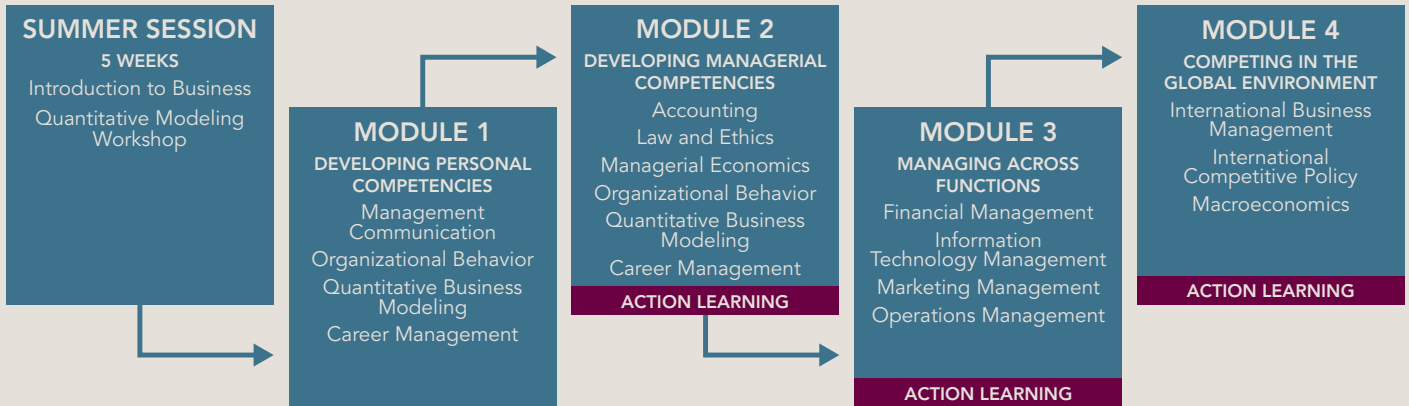 SUMMER SESSION
5 WEEKS
Introduction to Business
Quantitative Modeling
Workshop
MODULE 1
DEVELOPING PERSONAL
COMPETENCIES
Management
Communication
Organizational Behavior
Quantitative Business
Modeling
Career Management
MODULE 2
DEVELOPING MANAGERIAL
COMPETENCIES
Accounting
Law and Ethics
Managerial Economics
Organizational Behavior
Quantitative Business
Modeling
Career Management
ACTION LEARNING
MODULE 3
MANAGING ACROSS
FUNCTIONS
Financial Management
Information
Technology Management
Marketing Management
Operations Management
ACTION LEARNING
MODULE 4
COMPETING IN THE
GLOBAL ENVIRONMENT
International Business
Management
International
Competitive Policy
Macroeconomics
ACTION LEARNING